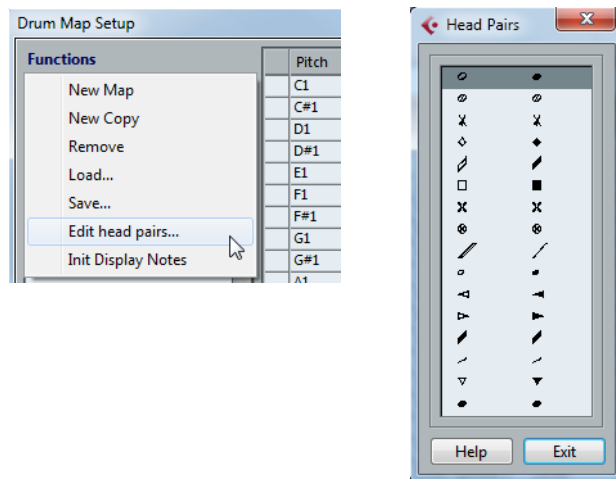 Drum Map Setup
Functions
New Map
New Copy
Remove
Load...
Save...
Edit head pairs...
Init Display Notes
Pitch
C1
C#1
D1
D#1
E1
F1
F#1
G1
G#1
A1
Head Pairs
Help
Exit